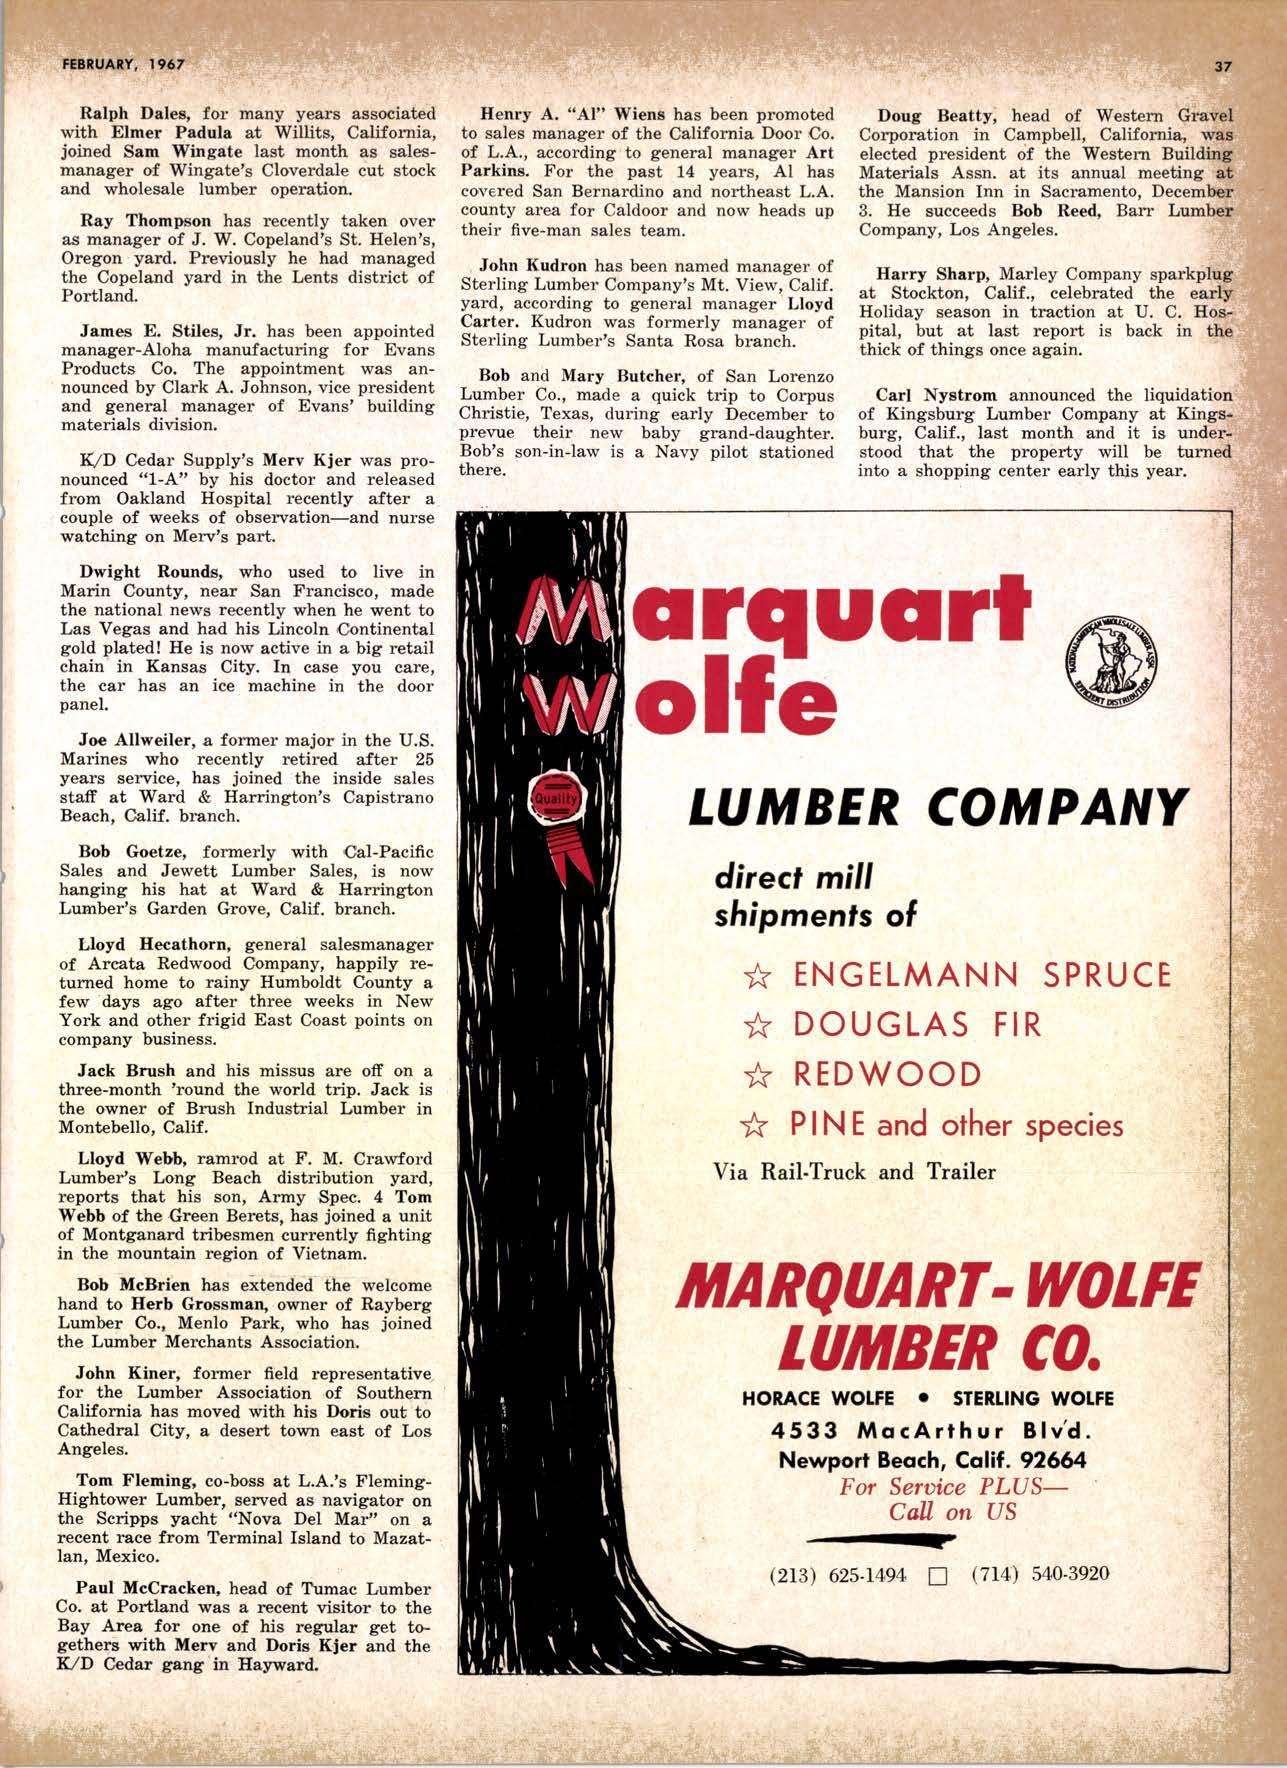 FEBRUARY, 1967
37
Ralph Dales, for many years associated
with Elmer Padula at Willits, California,
joined Sam Wingate last month as sales-
manager of Wingate's Cloverdale cut stock
and wholesale lumber operation.
Ray Thompson has recently taken over
as manager of J. W. Copeland's St. Helen's,
Oregon yard. Previously he had managed
the Copeland yard in the Lents district of
Portland.
James E. Stiles, Jr. has been appointed
manager-Aloha manufacturing for Evans
Products Co. The appointment was an-
nounced by Clark A. Johnson, vice president
and general manager of Evans' building
materials division.
K/D Cedar Supply's Merv Kjer was pro-
nounced "1-A" by his doctor and released
from Oakland Hospital recently after a
couple of weeks of observation—and nurse
watching on Merv's part.
Dwight Rounds, who used to live in
Marin County, near San Francisco, made
the national news recently when he went to
Las Vegas and had his Lincoln Continental
gold plated! He is now active in a big retail
chain in Kansas City. In case you care,
the car has an ice machine in the door
panel.
Joe Allweiler, a former major in the U.S.
Marines who recently retired after 25
years service, has joined the inside sales
staff at Ward & Harrington's Capistrano
Beach, Calif. branch.
Bob Goetze, formerly with Cal-Pacific
Sales and Jewett Lumber Sales, is now
hanging his hat at Ward & Harrington
Lumber's Garden Grove, Calif. branch.
Lloyd Hecathorn, general salesmanager
of Arcata Redwood Company, happily re-
turned home to rainy Humboldt County a
few days ago after three weeks in New
York and other frigid East Coast points on
company business.
Jack Brush and his missus are off on a
three-month 'round the world trip. Jack is
the owner of Brush Industrial Lumber in
Montebello, Calif.
Lloyd Webb, ramrod at F. M. Crawford
Lumber's Long Beach distribution yard,
reports that his son, Army Spec. 4 Tom
Webb of the Green Berets, has joined a unit
of Montganard tribesmen currently fighting
in the mountain region of Vietnam.
Bob McBrien has extended the welcome
hand to Herb Grossman, owner of Rayberg
Lumber Co., Menlo Park, who has joined
the Lumber Merchants Association.
John Kiner, former field representative
for the Lumber Association of Southern
California has moved with his Doris out to
Cathedral City, a desert town east of Los
Angeles.
Tom Fleming, co-boss at L.A.'s Fleming-
Hightower Lumber, served as navigator on
the Scripps yacht "Nova Del Mar" on a
recent race from Terminal Island to Mazat-
lan, Mexico.
Paul McCracken, head of Tumac Lumber
Co. at Portland was a recent visitor to the
Bay Area for one of his regular get to-
gethers with Merv and Doris Kjer and the
K/D Cedar gang in Hayward.
Henry A. "Al" Wiens has been promoted
to sales manager of the California Door Co.
of L.A., according to general manager Art
Parkins. For the past 14 years, Al has
covered San Bernardino and northeast L.A.
county area for Caldoor and now heads up
their five-man sales team.
John Kudron has been named manager of
Sterling Lumber Company's Mt. View, Calif.
yard, according to general manager Lloyd
Carter. Kudron was formerly manager of
Sterling Lumber's Santa Rosa branch.
Bob and Mary Butcher, of San Lorenzo
Lumber Co., made a quick trip to Corpus
Christie, Texas, during early December to
prevue their new baby grand-daughter.
Bob's son-in-law is a Navy pilot stationed
there.
Doug Beatty, head of Western Gravel
Corporation in Campbell, California, was
elected president of the Western Building
Materials Assn. at its annual meeting at
the Mansion Inn in Sacramento, December
3. He succeeds Bob Reed, Barr Lumber
Company, Los Angeles.
Harry Sharp, Marley Company sparkplug
at Stockton, Calif., celebrated the early
Holiday season in traction at U. C. Hos-
pital, but at last report is back in the
thick of things once again.
Carl Nystrom announced the liquidation
of Kingsburg Lumber Company at Kings-
burg, Calif., last month and it is under-
stood that the property will be turned
into a shopping center early this year.
Marquart
Wolfe
NATIONAL-AMERICAN WHOLESALE LUMBER ASSN.
EFFICIENT DISTRIBUTION
Quality
LUMBER COMPANY
direct mill
shipments of
☆ ENGELMANN SPRUCE
☆ DOUGLAS FIR
☆ REDWOOD
☆ PINE and other species
Via Rail-Truck and Trailer
MARQUART-WOLFE
LUMBER CO.
HORACE WOLFE • STERLING WOLFE
4533 MacArthur Blv'd.
Newport Beach, Calif. 92664
For Service PLUS—
Call on US
(213) 625-1494 □ (714) 540-3920